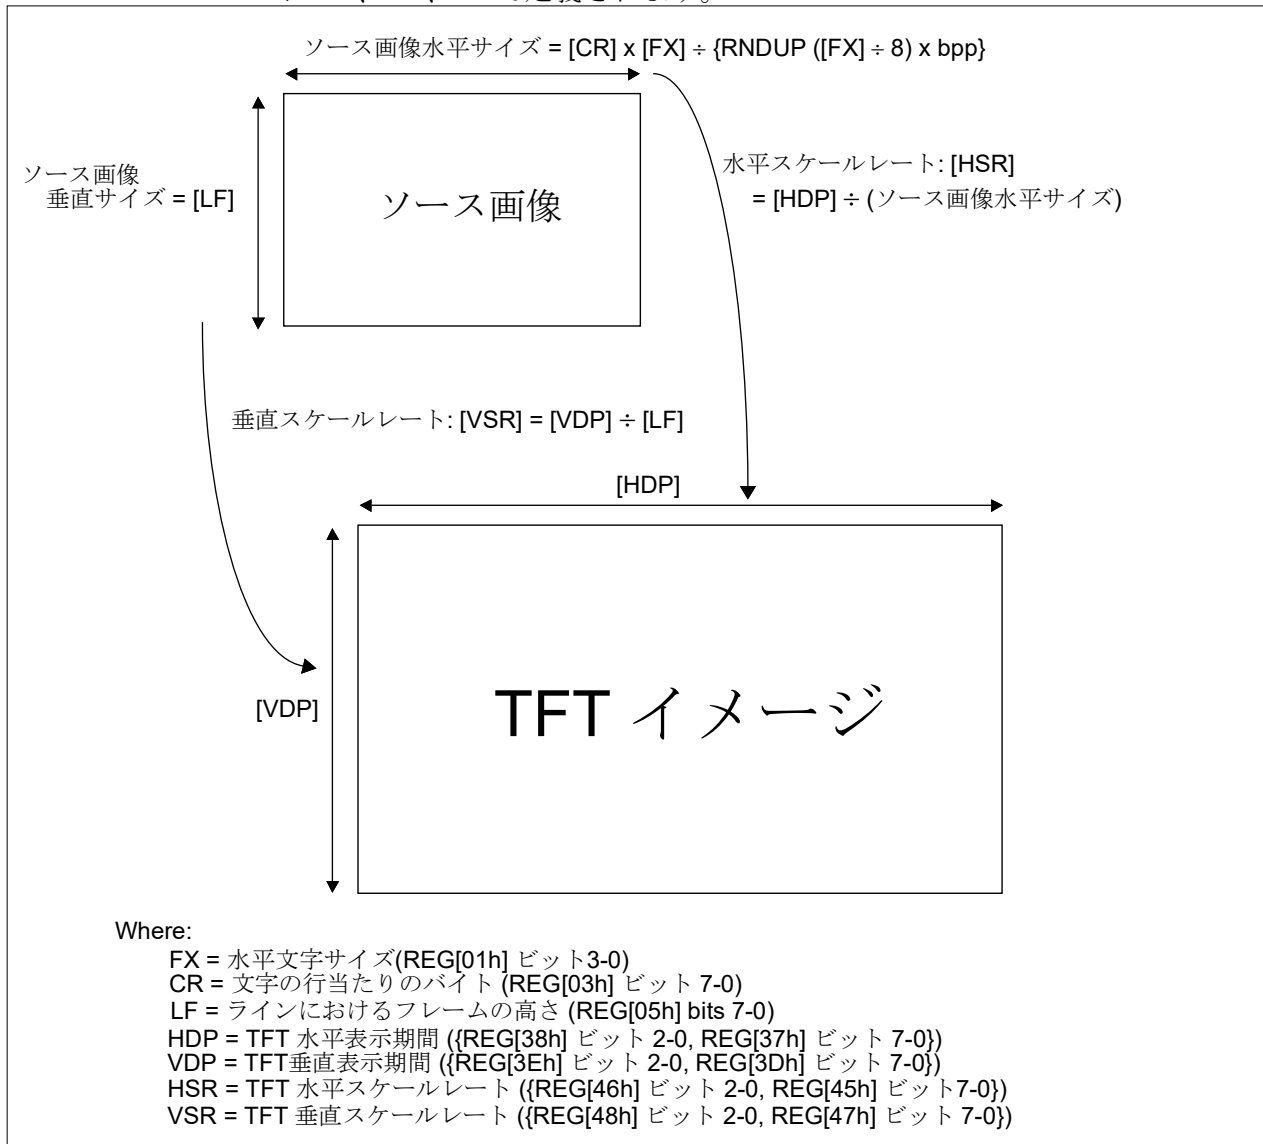 ソース画像水平サイズ = [CR] x [FX] ÷ {RNDUP ([FX] ÷ 8) x bpp}
ソース画像
垂直サイズ = [LF]
ソース画像
水平スケールレート: [HSR]
= [HDP] ÷ (ソース画像水平サイズ)
垂直スケールレート: [VSR] = [VDP] ÷ [LF]
[HDP]
[VDP]
TFT イメージ
Where:
FX = 水平文字サイズ(REG[01h] ビット3-0)
CR = 文字の行当たりのバイト (REG[03h] ビット 7-0)
LF = ラインにおけるフレームの高さ (REG[05h] bits 7-0)
HDP = TFT 水平表示期間 ({REG[38h] ビット 2-0, REG[37h] ビット 7-0})
VDP = TFT垂直表示期間 ({REG[3Eh] ビット 2-0, REG[3Dh] ビット 7-0})
HSR = TFT 水平スケールレート ({REG[46h] ビット 2-0, REG[45h] ビット7-0})
VSR = TFT 垂直スケールレート ({REG[48h] ビット 2-0, REG[47h] ビット 7-0})